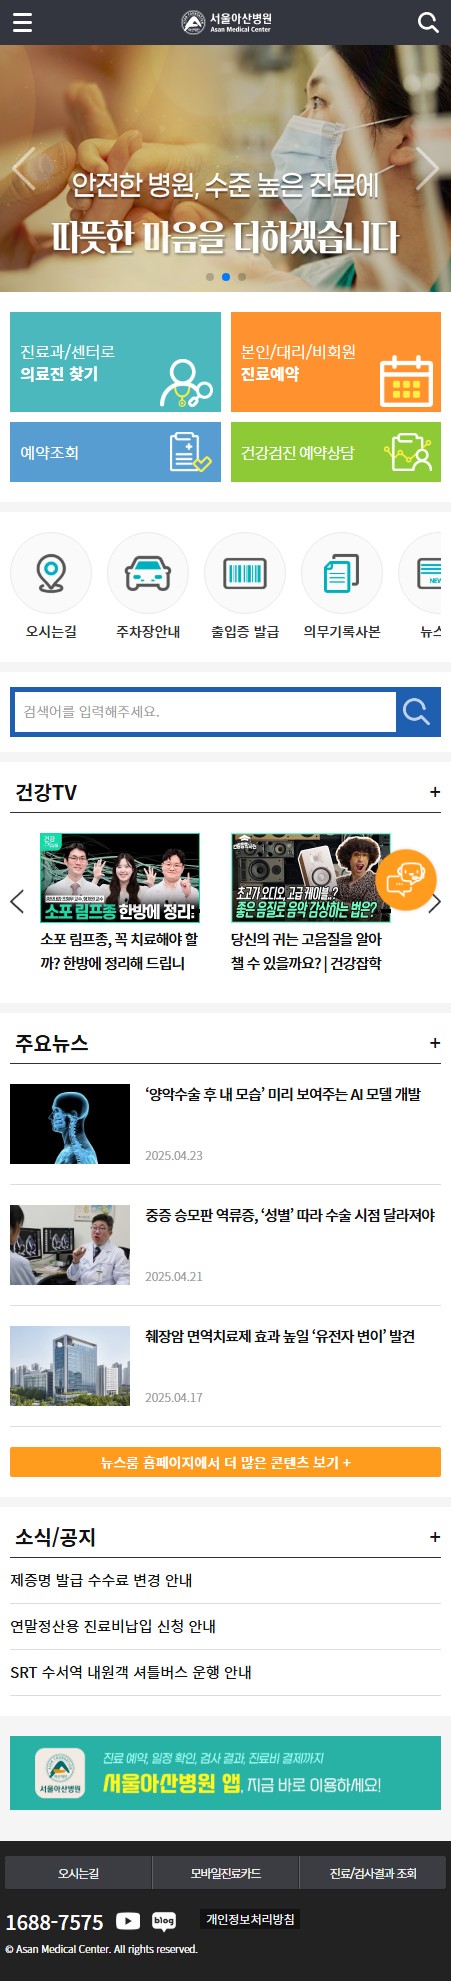 서울아산병원
Asan Medical Center
안전한 병원, 수준 높은 진료에
따뜻한 마음을 더하겠습니다
진료과/센터로
의료진 찾기
본인/대리/비회원
진료예약
예약조회
건강검진 예약상담
NEW
오시는길
주차장안내
출입증 발급
의무기록사본
뉴스
검색어를 입력해주세요.
건강TV
+
소포 림프종 한방에 정리!
초고가 오디오, 고급 케이블..?
좋은 음질로 음악 감상하는 법은?
소포 림프종, 꼭 치료해야 할
까? 한방에 정리해 드립니
당신의 귀는 고음질을 알아
챌 수 있을까요? | 건강잡학
주요뉴스
+
‘양악수술 후 내 모습’ 미리 보여주는 AI 모델 개발
2025.04.23
중증 승모판 역류증, ‘성별’ 따라 수술 시점 달라져야
2025.04.21
췌장암 면역치료제 효과 높일 ‘유전자 변이’ 발견
2025.04.17
뉴스룸 홈페이지에서 더 많은 콘텐츠 보기 +
소식/공지
+
제증명 발급 수수료 변경 안내
연말정산용 진료비납입 신청 안내
SRT 수서역 내원객 셔틀버스 운행 안내
서울아산병원
진료 예약, 일정 확인, 검사 결과, 진료비 결제까지
서울아산병원 앱, 지금 바로 이용하세요!
오시는길
모바일진료카드
진료/검사결과 조회
1688-7575
blog
개인정보처리방침
© Asan Medical Center. All rights reserved.